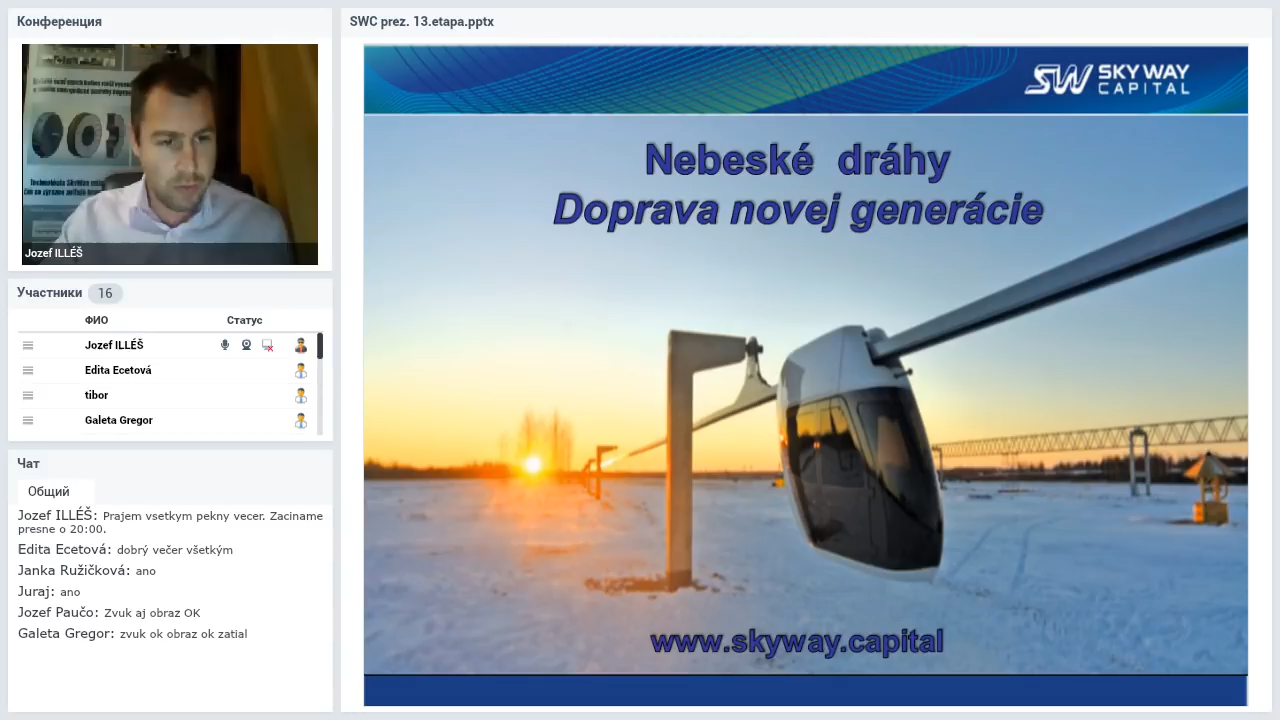 Конференция
Jozef ILLÉŠ
Участники 16
ФИО Статус
Jozef ILLÉŠ
Edita Ecetová
tibor
Galeta Gregor
Чат
Общий
Jozef ILLÉŠ: Prajem vsetkym pekny vecer. Zaciname
presne o 20:00.
Edita Ecetová: dobrý večer všetkým
Janka Ružičková: ano
Juraj: ano
Jozef Paučo: Zvuk aj obraz OK
Galeta Gregor: zvuk ok obraz ok zatial
SWC prez. 13.etapa.pptx
SW SKY WAY
CAPITAL
Nebeské dráhy
Doprava novej generácie
www.skyway.capital